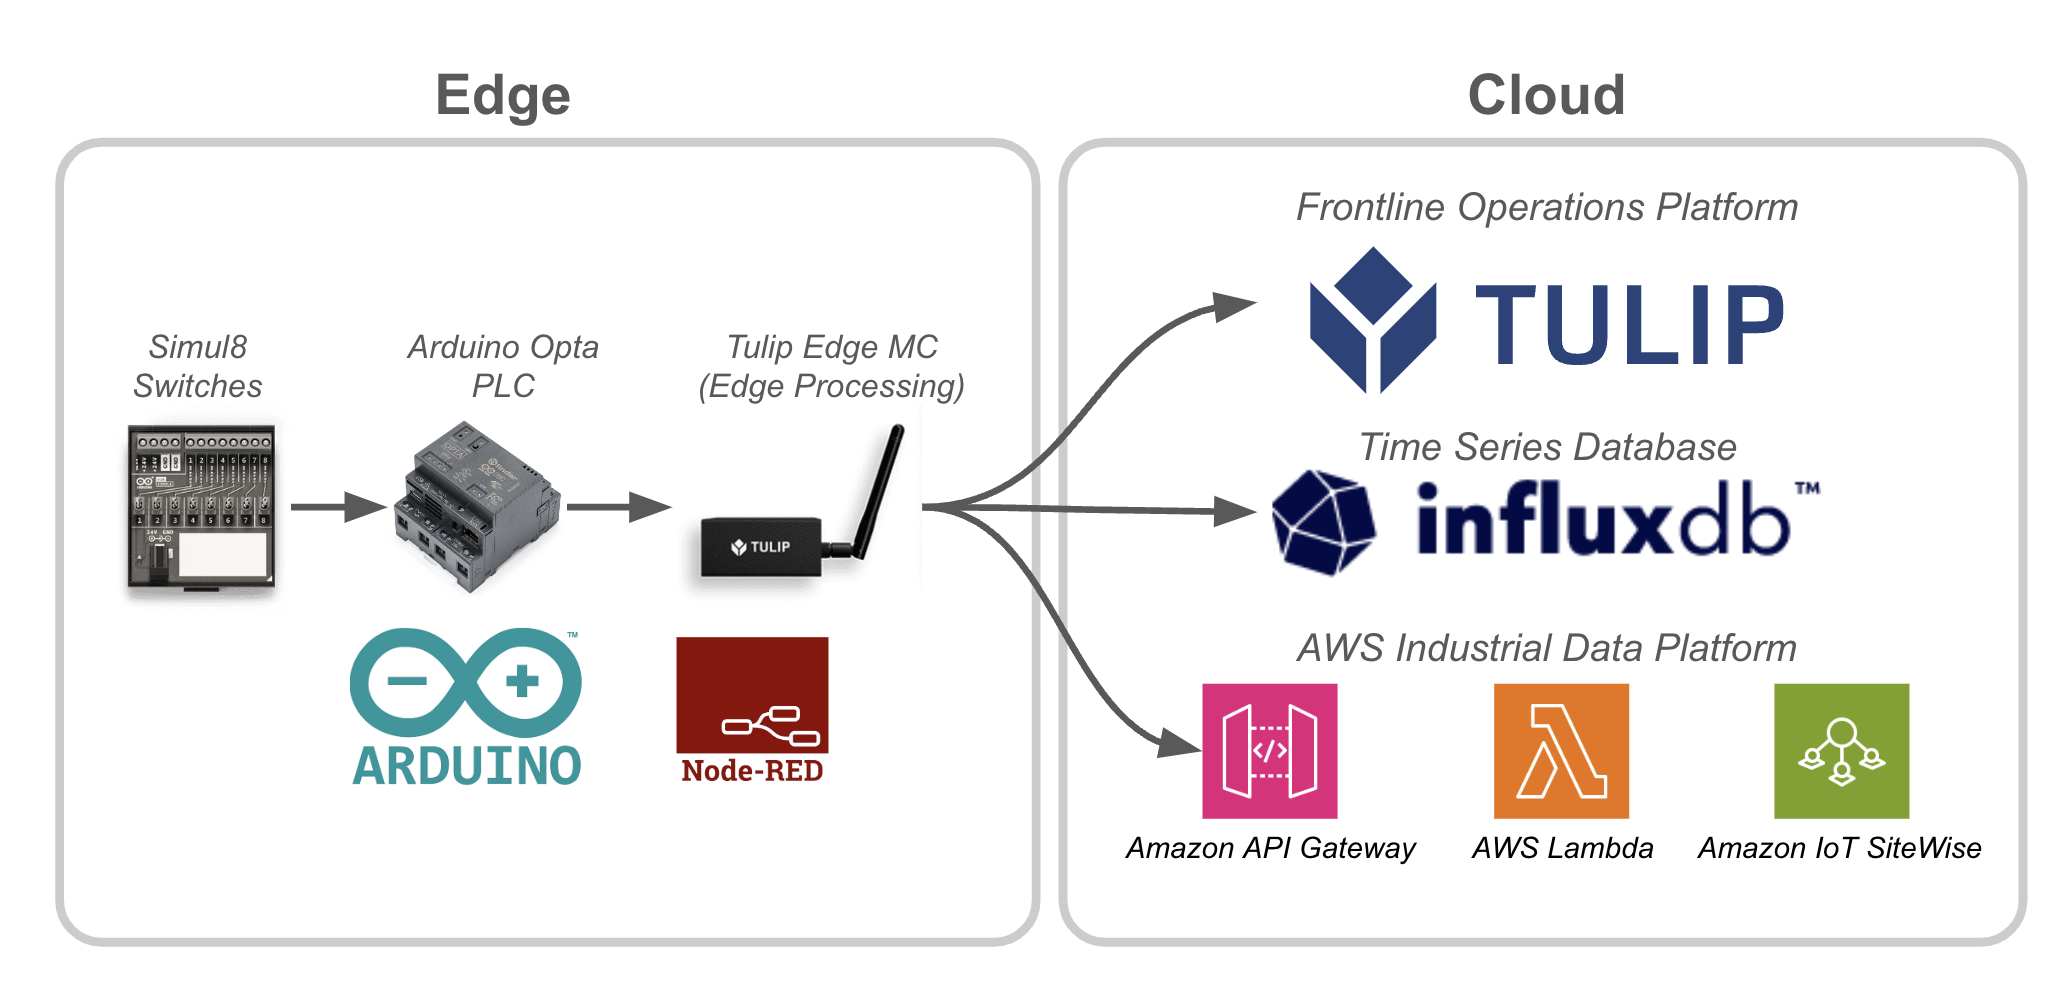 Edge
Cloud
Simul8
Switches
Arduino Opta
PLC
Tulip Edge MC
(Edge Processing)
TULIP
ARDUINO
™
Node-RED
Frontline Operations Platform
TULIP
Time Series Database
influxdb™
AWS Industrial Data Platform
</>
Amazon API Gateway
AWS Lambda
Amazon IoT SiteWise